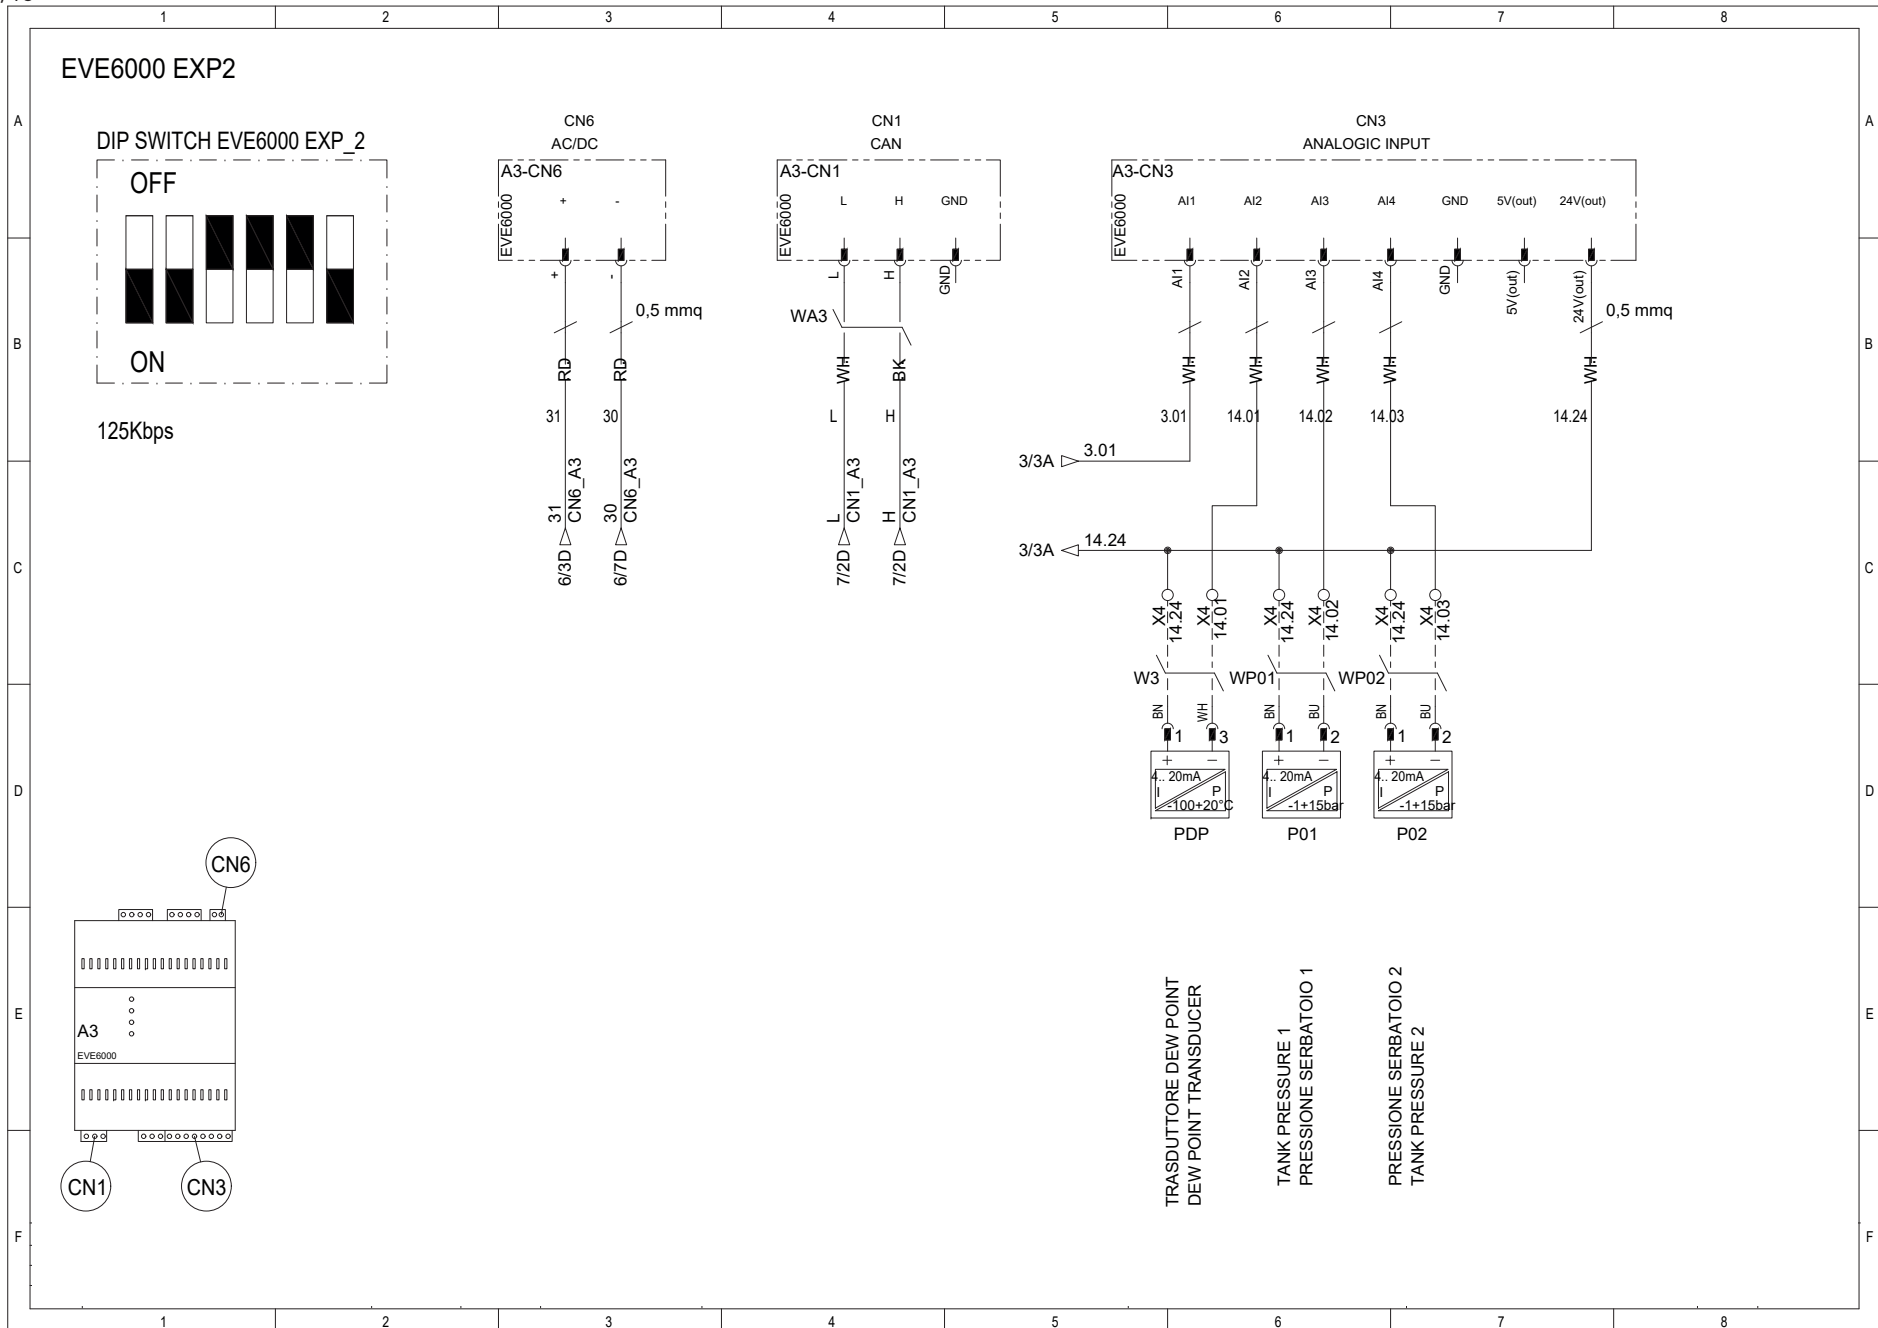 1 2 3 4 5 6 7 8
EVE6000 EXP2
A A
DIP SWITCH EVE6000 EXP_2
OFF
ON
125Kbps
CN6
AC/DC
A3-CN6
EVE6000
+ -
+ -
0,5 mmq
RD RD
31 30
31 CN6_A3
30 CN6_A3
6/3D 6/7D
CN1
CAN
A3-CN1
EVE6000
L H GND
L H GND
WA3
WH BK
L H
L CN1_A3
H CN1_A3
7/2D 7/2D
CN3
ANALOGIC INPUT
A3-CN3
EVE6000
AI1 AI2 AI3 AI4 GND 5V(out) 24V(out)
AI1 AI2 AI3 AI4 GND 5V(out) 24V(out)
0,5 mmq
B B
WH WH WH WH WH
3.01 14.01 14.02 14.03 14.24
3/3A 3.01
3/3A 14.24
C C
X4 14.24
X4 14.01
X4 14.24
X4 14.02
X4 14.24
X4 14.03
W3 WP01 WP02
BN WH BN BU BN BU
1 3 1 2 1 2
+ − + − + −
4.. 20mA 4.. 20mA 4.. 20mA
I P I P I P
-100+20°C -1+15bar -1+15bar
D D
PDP P01 P02
CN6
A3
EVE6000
E E
TRASDUTTORE DEW POINT
DEW POINT TRANSDUCER
TANK PRESSURE 1
PRESSIONE SERBATOIO 1
PRESSIONE SERBATOIO 2
TANK PRESSURE 2
CN1 CN3
F F
1 2 3 4 5 6 7 8